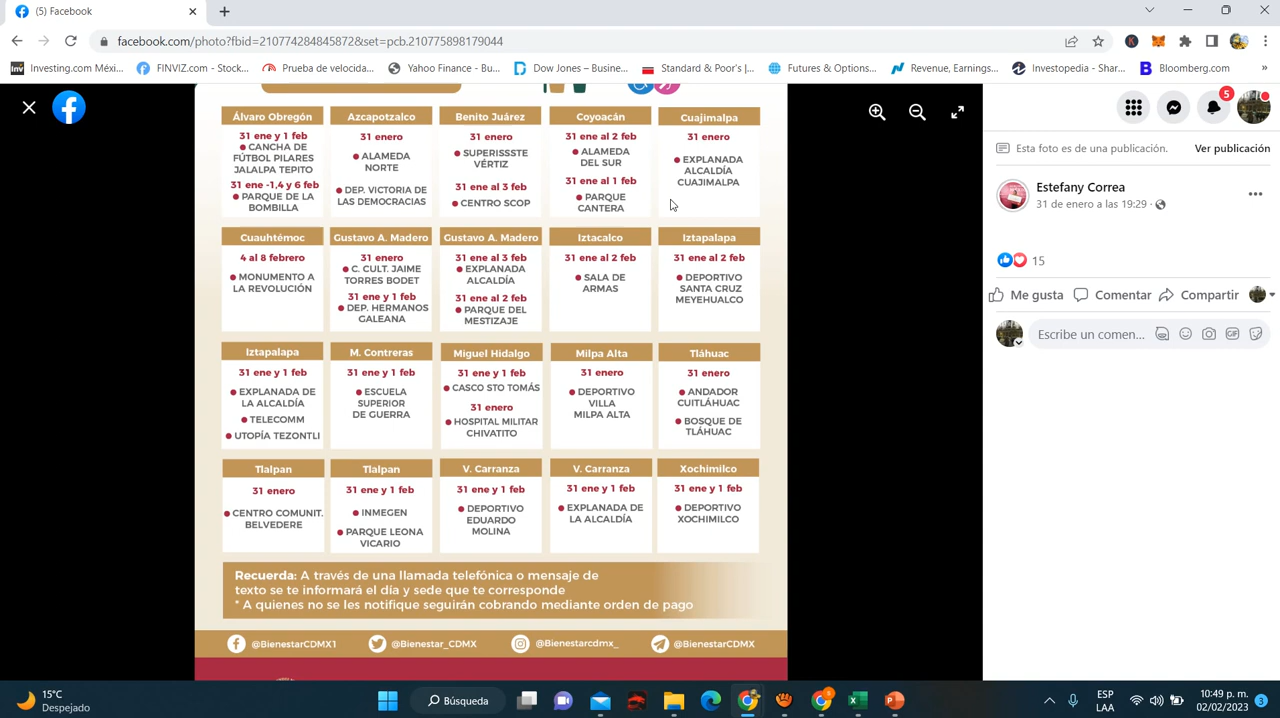 (5) Facebook
facebook.com/photo?fbid=210774284845872&set=pcb.210775898179044
Investing.com Méxi...
FINVIZ.com - Stock...
Prueba de velocida...
Yahoo Finance - Bu...
Dow Jones – Busine...
Standard & Poor's |...
Futures & Options...
Revenue, Earnings...
Investopedia - Shar...
Bloomberg.com
»
Álvaro Obregón
31 ene y 1 feb
CANCHA DE
FÚTBOL PILARES
JALALPA TEPITO
31 ene -1,4 y 6 feb
PARQUE DE LA
BOMBILLA
Azcapotzalco
31 enero
ALAMEDA
NORTE
DEP. VICTORIA DE
LAS DEMOCRACIAS
Benito Juárez
31 enero
SUPERISSSTE
VÉRTIZ
31 ene al 3 feb
CENTRO SCOP
Coyoacán
31 ene al 2 feb
ALAMEDA
DEL SUR
31 ene al 1 feb
PARQUE
CANTERA
Cuajimalpa
31 enero
EXPLANADA
ALCALDÍA
CUAJIMALPA
Cuauhtémoc
4 al 8 febrero
MONUMENTO A
LA REVOLUCIÓN
Gustavo A. Madero
31 enero
C. CULT. JAIME
TORRES BODET
31 ene y 1 feb
DEP. HERMANOS
GALEANA
Gustavo A. Madero
31 ene al 3 feb
EXPLANADA
ALCALDÍA
31 ene al 2 feb
PARQUE DEL
MESTIZAJE
Iztacalco
31 ene al 2 feb
SALA DE
ARMAS
Iztapalapa
31 ene al 2 feb
DEPORTIVO
SANTA CRUZ
MEYEHUALCO
Iztapalapa
31 ene y 1 feb
EXPLANADA DE
LA ALCALDÍA
TELECOMM
UTOPÍA TEZONTLI
M. Contreras
31 ene y 1 feb
ESCUELA
SUPERIOR
DE GUERRA
Miguel Hidalgo
31 ene y 1 feb
CASCO STO TOMÁS
31 enero
HOSPITAL MILITAR
CHIVATITO
Milpa Alta
31 enero
DEPORTIVO
VILLA
MILPA ALTA
Tláhuac
31 enero
ANDADOR
CUITLÁHUAC
BOSQUE DE
TLÁHUAC
Tlalpan
31 enero
CENTRO COMUNIT.
BELVEDERE
Tlalpan
31 ene y 1 feb
INMEGEN
PARQUE LEONA
VICARIO
V. Carranza
31 ene y 1 feb
DEPORTIVO
EDUARDO
MOLINA
V. Carranza
31 ene y 1 feb
EXPLANADA DE
LA ALCALDÍA
Xochimilco
31 ene y 1 feb
DEPORTIVO
XOCHIMILCO
Recuerda: A través de una llamada telefónica o mensaje de
texto se te informará el día y sede que te corresponde
* A quienes no se les notifique seguirán cobrando mediante orden de pago
@BienestarCDMX1
@Bienestar_CDMX
@Bienestarcdmx_
@BienestarCDMX
5
Esta foto es de una publicación.
Ver publicación
Estefany Correa
31 de enero a las 19:29
15
Me gusta
Comentar
Compartir
Escribe un comen...
15°C
Despejado
Búsqueda
ESP
LAA
10:49 p. m.
02/02/2023
3